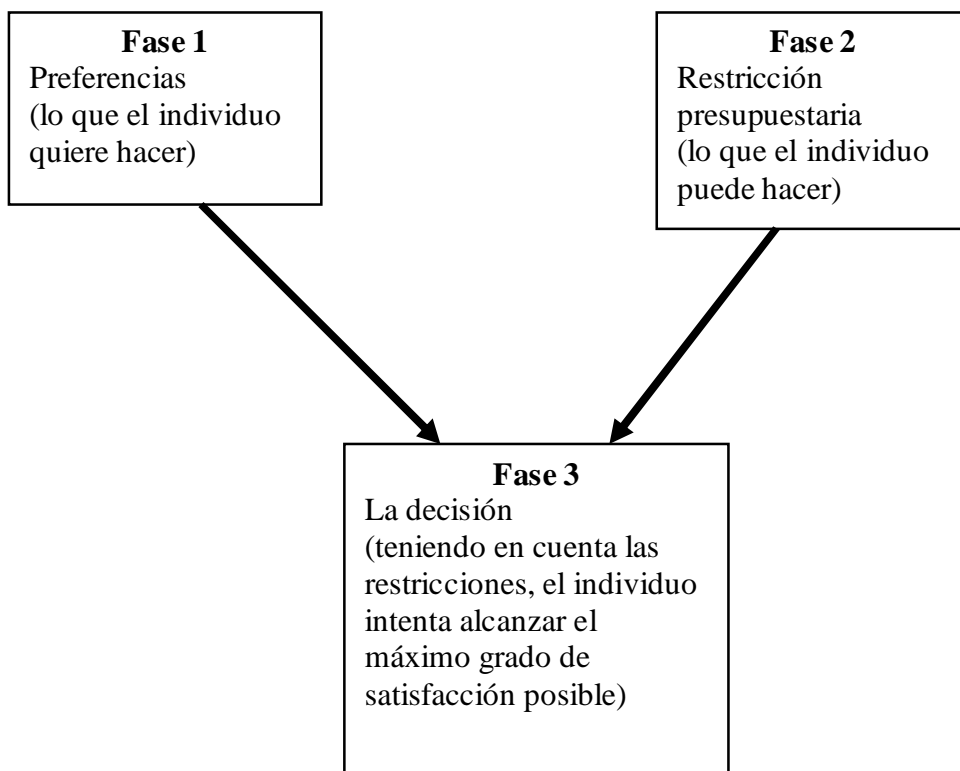 Fase 1
Preferencias
(lo que el individuo
quiere hacer)
Fase 2
Restricción
presupuestaria
(lo que el individuo
puede hacer)
Fase 3
La decisión
(teniendo en cuenta las
restricciones, el individuo
intenta alcanzar el
máximo grado de
satisfacción posible)